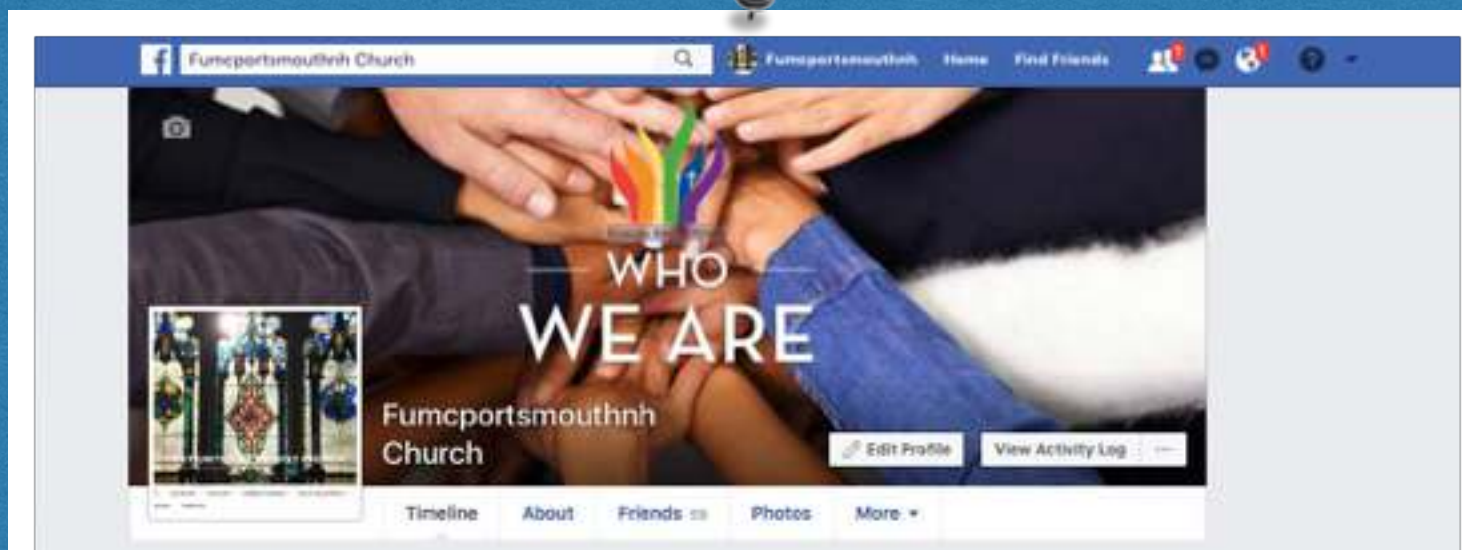 f Fumcportsmouthnh Church
Fumcportsmouthnh Home Find Friends
WHO
WE ARE
Fumcportsmouthnh
Church
Edit Profile View Activity Log ...
Timeline About Friends Photos More